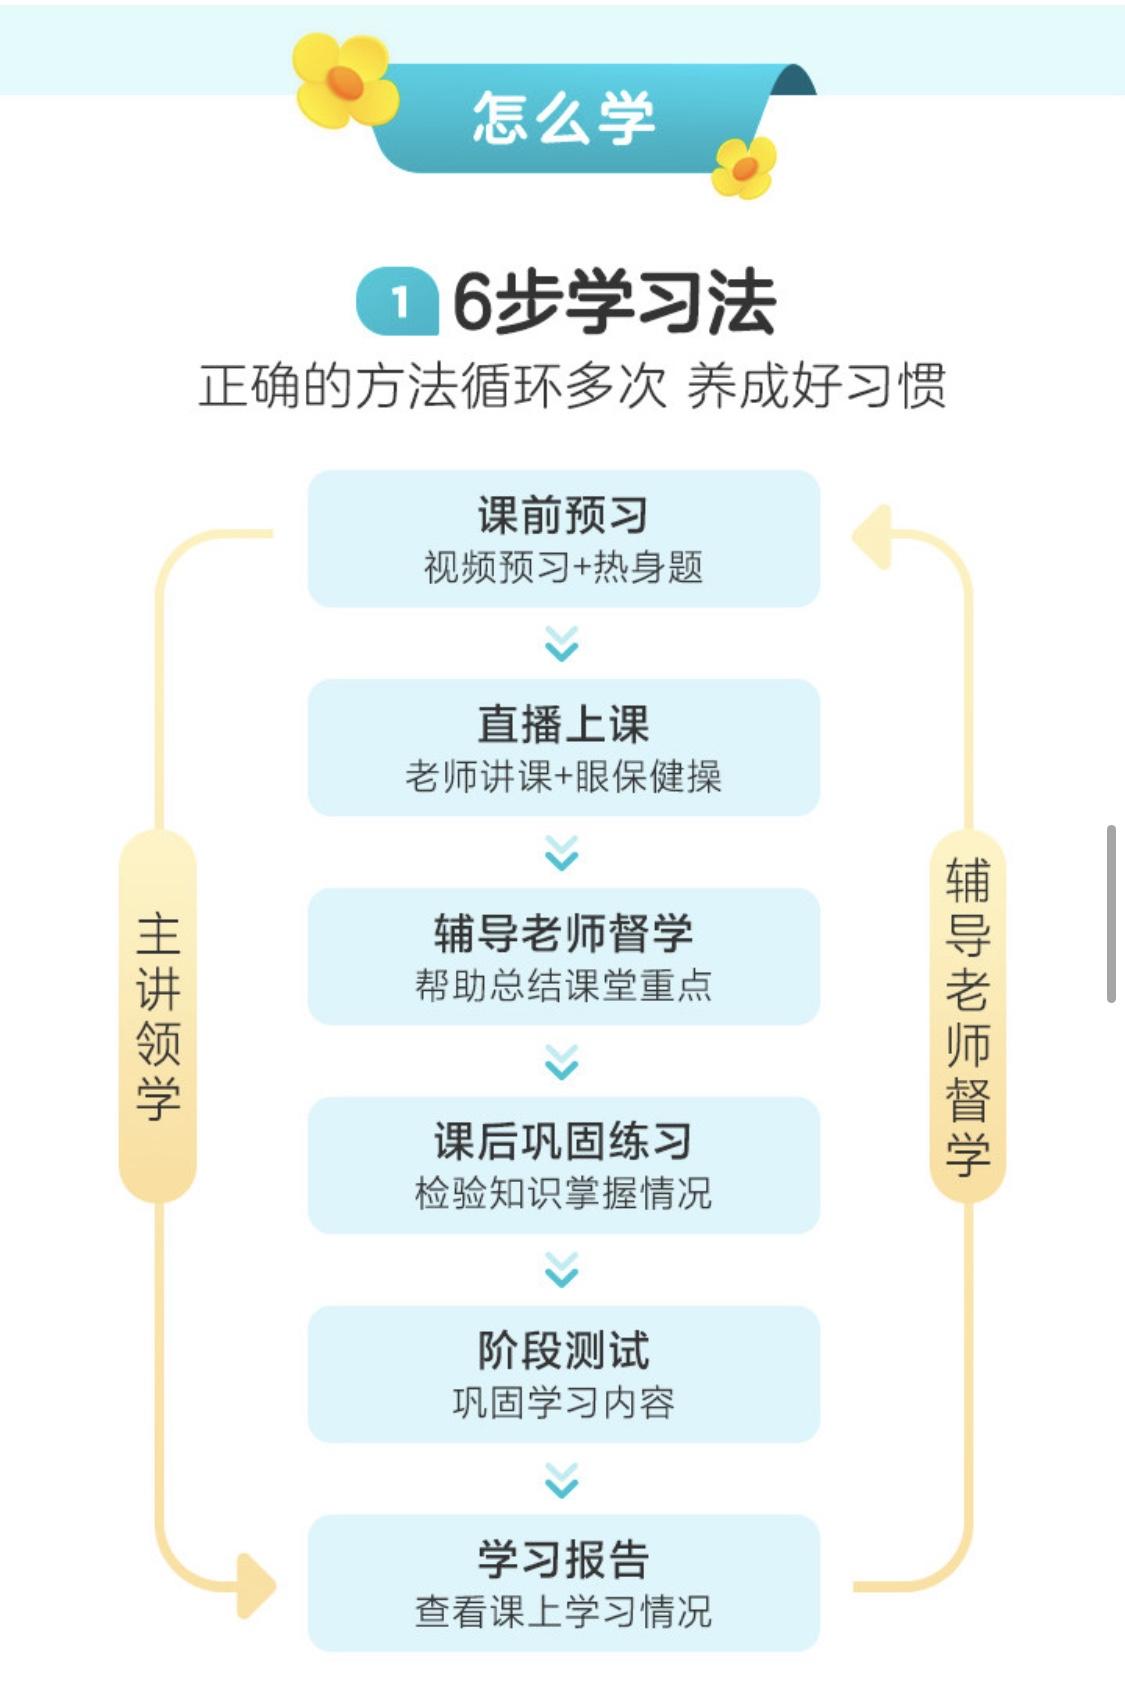 怎么学
1 6步学习法
正确的方法循环多次 养成好习惯
课前预习
视频预习+热身题
直播上课
老师讲课+眼保健操
辅导老师督学
帮助总结课堂重点
课后巩固练习
检验知识掌握情况
阶段测试
巩固学习内容
学习报告
查看课上学习情况
主讲领学
辅导老师督学